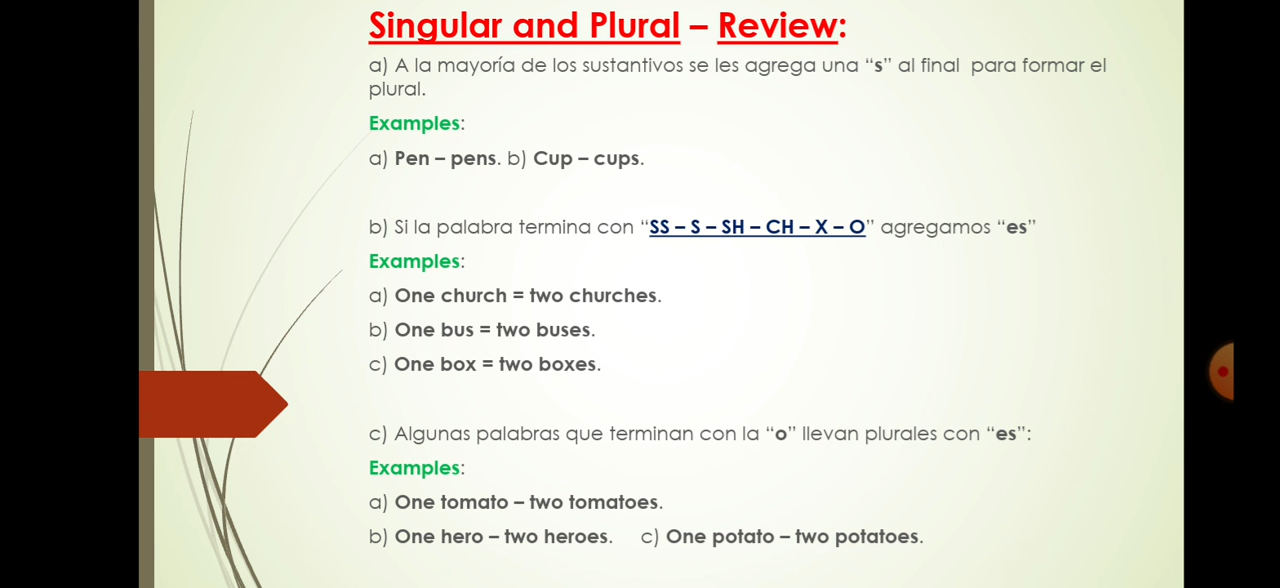 Singular and Plural – Review:
a) A la mayoría de los sustantivos se les agrega una “s” al final  para formar el
plural.
Examples:
a) Pen – pens. b) Cup – cups.
b) Si la palabra termina con “SS – S – SH – CH – X – O” agregamos “es”
Examples:
a) One church = two churches.
b) One bus = two buses.
c) One box = two boxes.
c) Algunas palabras que terminan con la “o” llevan plurales con “es”:
Examples:
a) One tomato – two tomatoes.
b) One hero – two heroes.    c) One potato – two potatoes.